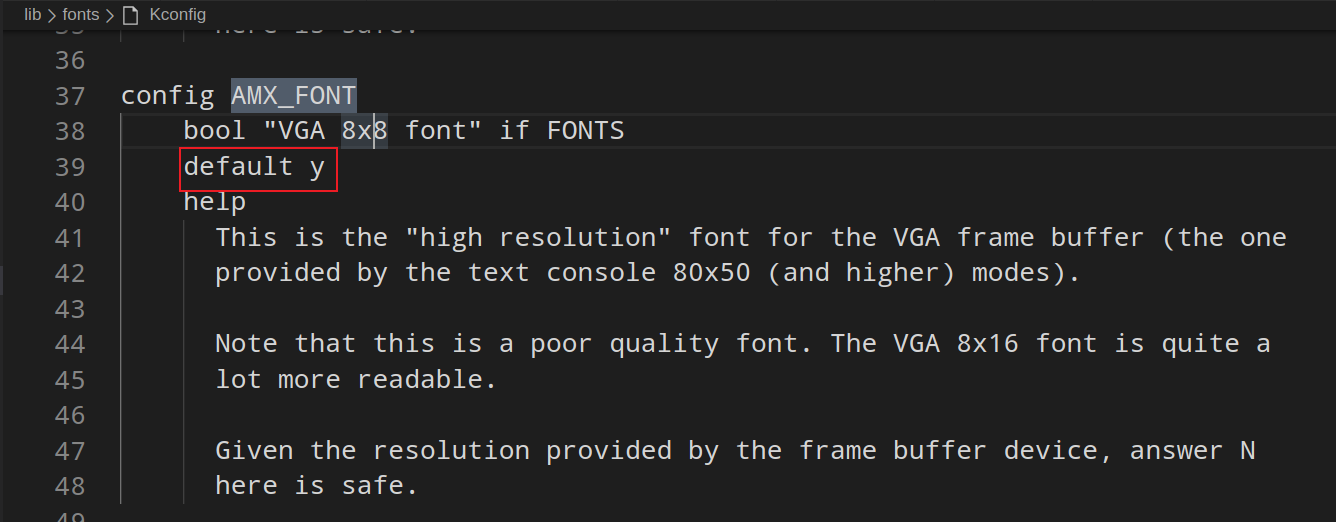 lib > fonts > Kconfig
35 here is safe.
36
37 config AMX_FONT
38 bool "VGA 8x8 font" if FONTS
39 default y
40 help
41 This is the "high resolution" font for the VGA frame buffer (the one
42 provided by the text console 80x50 (and higher) modes).
43
44 Note that this is a poor quality font. The VGA 8x16 font is quite a
45 lot more readable.
46
47 Given the resolution provided by the frame buffer device, answer N
48 here is safe.
49